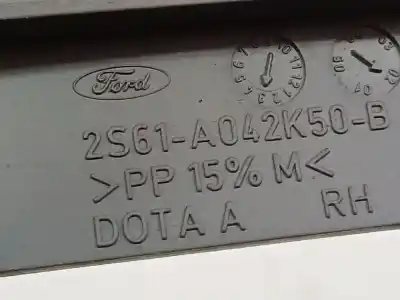 Ford
2S61-A042K50-B
>PP 15% M<
DOTA A RH